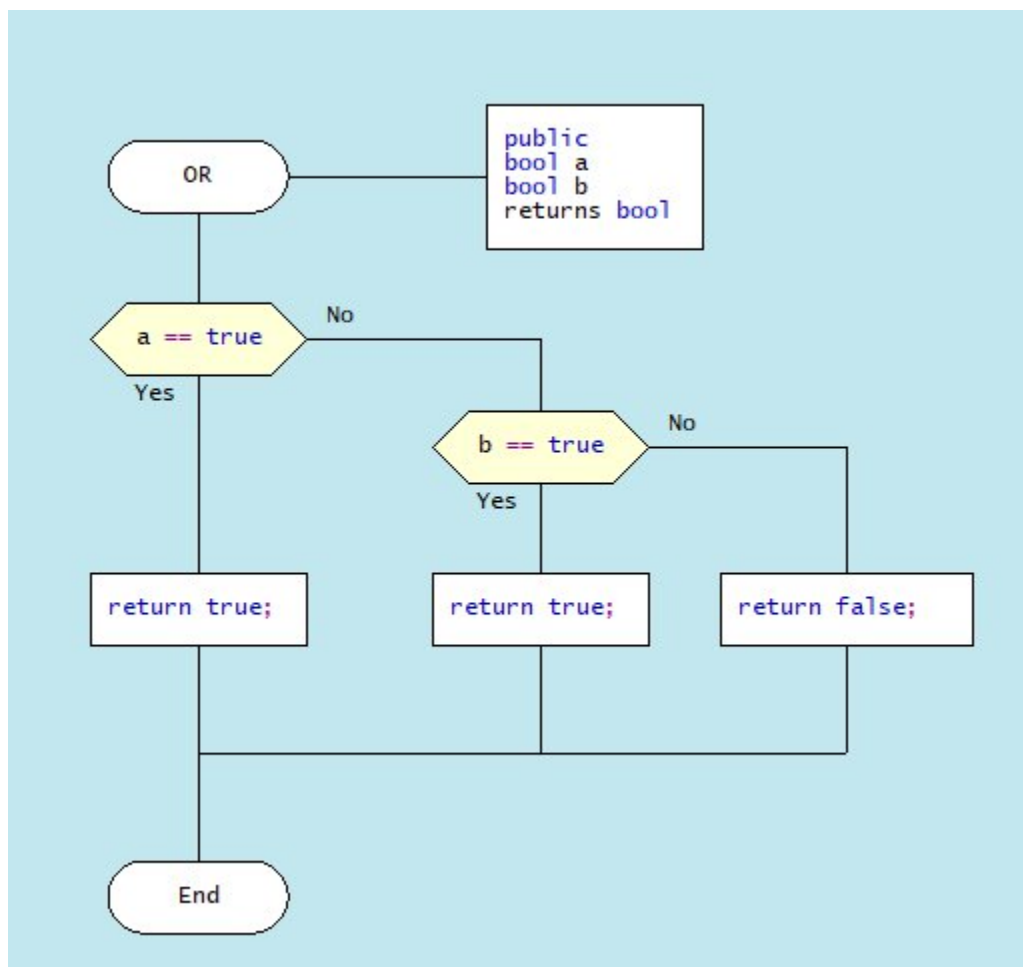 OR
public
bool a
bool b
returns bool
a == true
No
Yes
b == true
No
Yes
return true;
return true;
return false;
End